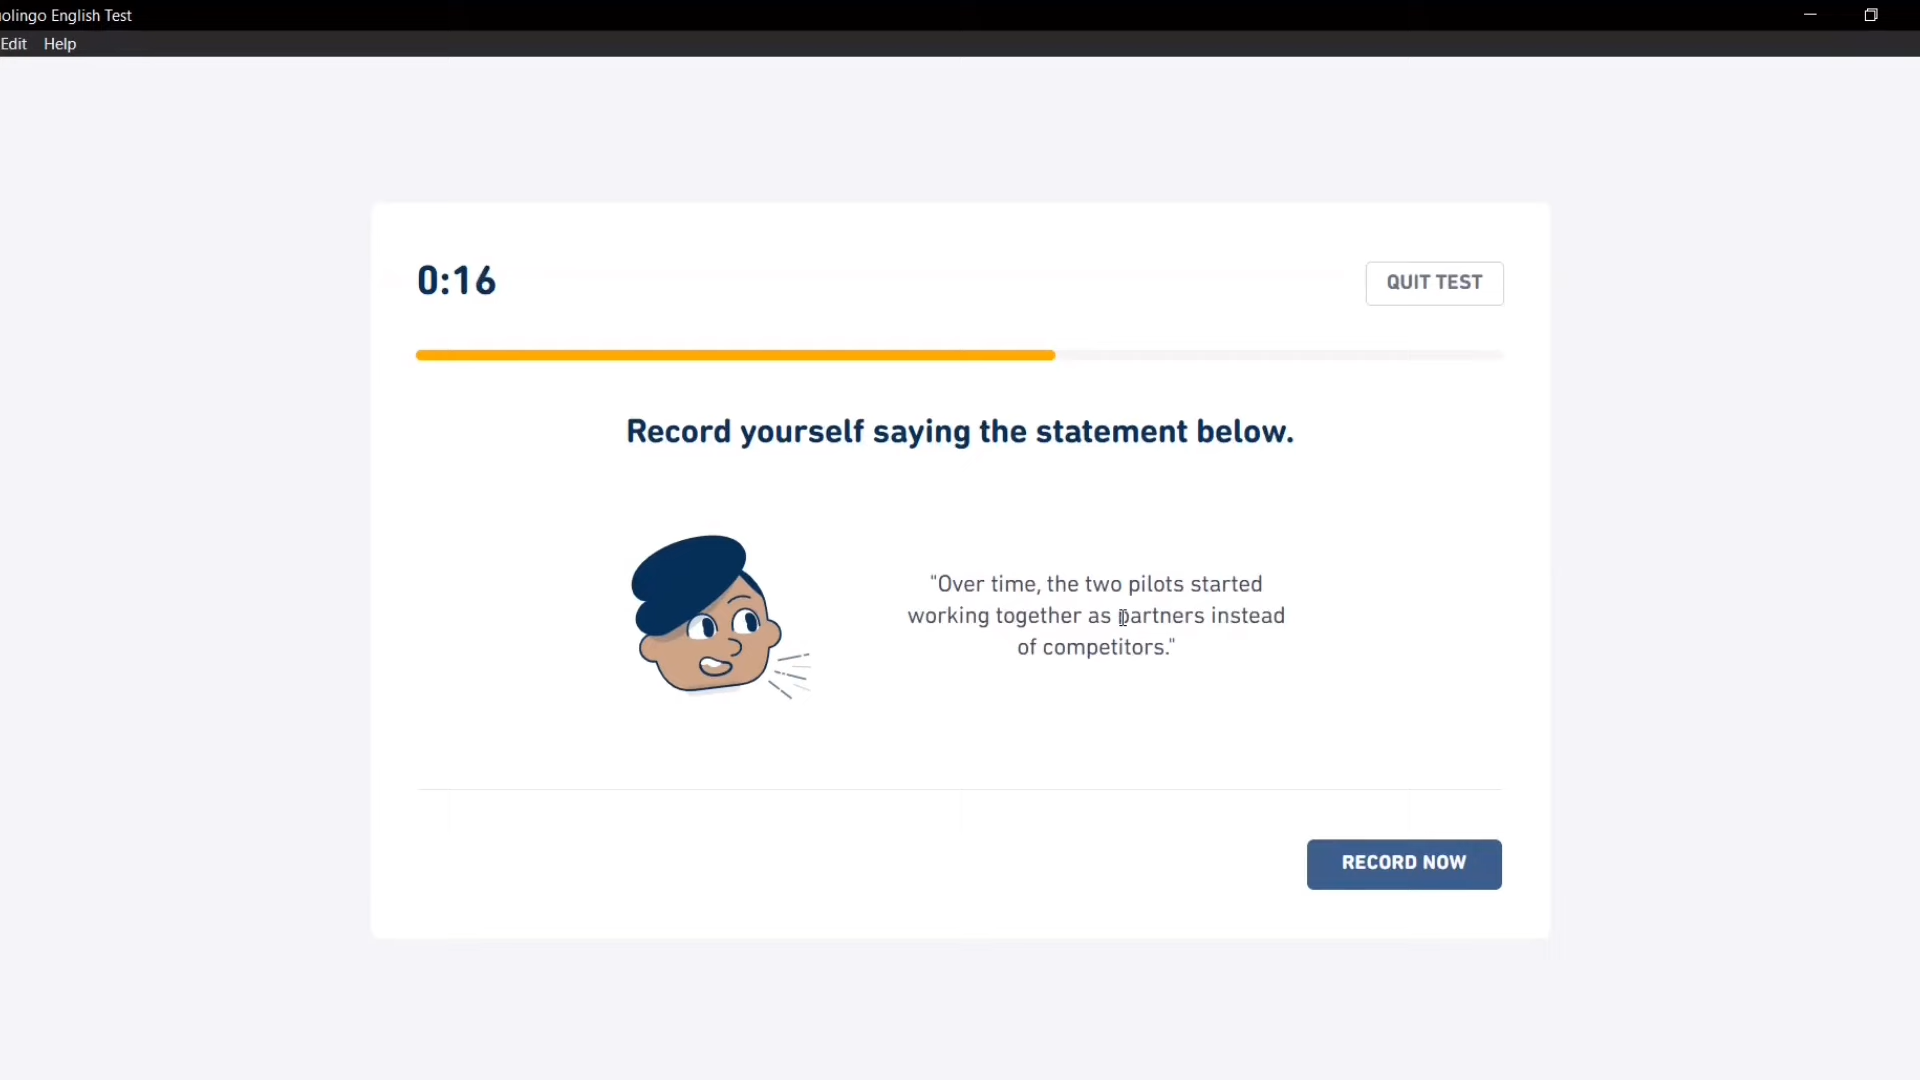 olingo English Test
Edit Help
0:16
QUIT TEST
Record yourself saying the statement below.
"Over time, the two pilots started
working together as partners instead
of competitors."
RECORD NOW